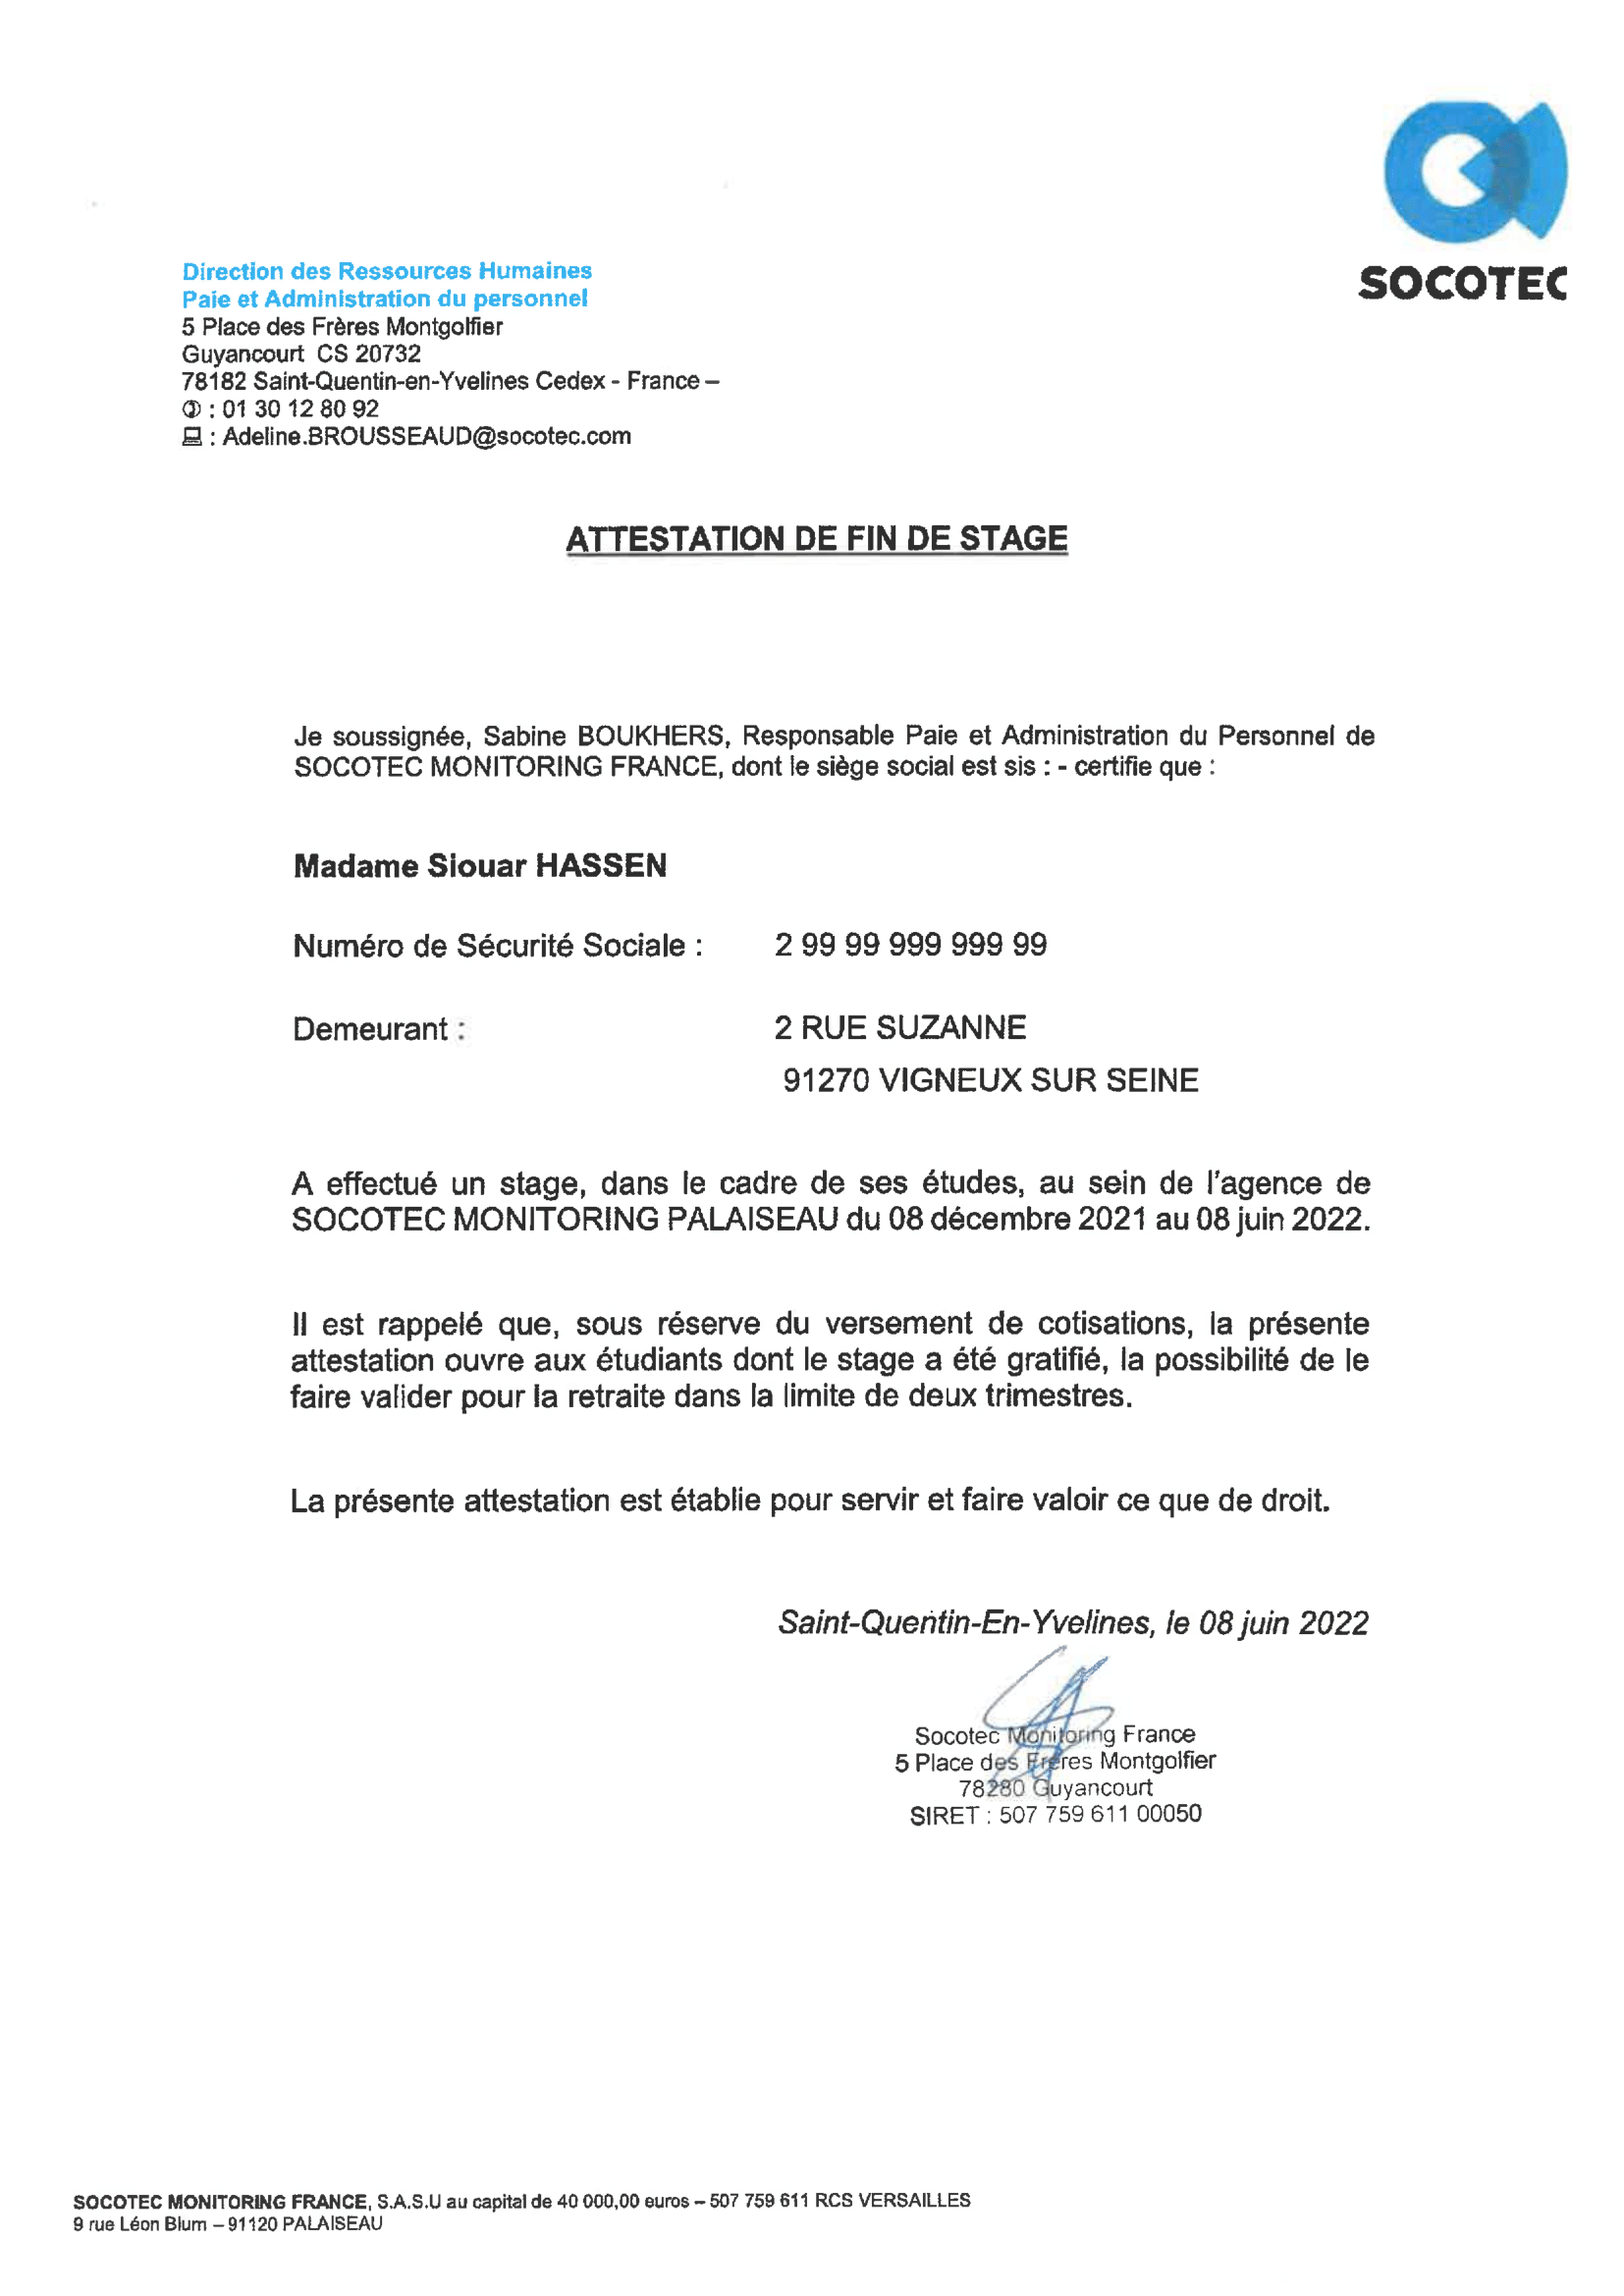 SOCOTEC
Direction des Ressources Humaines
Paie et Administration du personnel
5 Place des Frères Montgolfier
Guyancourt CS 20732
78182 Saint-Quentin-en-Yvelines Cedex - France –
: 01 30 12 80 92
: Adeline.BROUSSEAUD@socotec.com
ATTESTATION DE FIN DE STAGE
Je soussignée, Sabine BOUKHERS, Responsable Paie et Administration du Personnel de
SOCOTEC MONITORING FRANCE, dont le siège social est sis : - certifie que :
Madame Siouar HASSEN
Numéro de Sécurité Sociale : 2 99 99 999 999 99
Demeurant : 2 RUE SUZANNE
91270 VIGNEUX SUR SEINE
A effectué un stage, dans le cadre de ses études, au sein de l'agence de
SOCOTEC MONITORING PALAISEAU du 08 décembre 2021 au 08 juin 2022.
Il est rappelé que, sous réserve du versement de cotisations, la présente
attestation ouvre aux étudiants dont le stage a été gratifié, la possibilité de le
faire valider pour la retraite dans la limite de deux trimestres.
La présente attestation est établie pour servir et faire valoir ce que de droit.
Saint-Quentin-En-Yvelines, le 08 juin 2022
Socotec Monitoring France
5 Place des Frères Montgolfier
78280 Guyancourt
SIRET : 507 759 611 00050
SOCOTEC MONITORING FRANCE, S.A.S.U au capital de 40 000,00 euros – 507 759 611 RCS VERSAILLES
9 rue Léon Blum – 91120 PALAISEAU